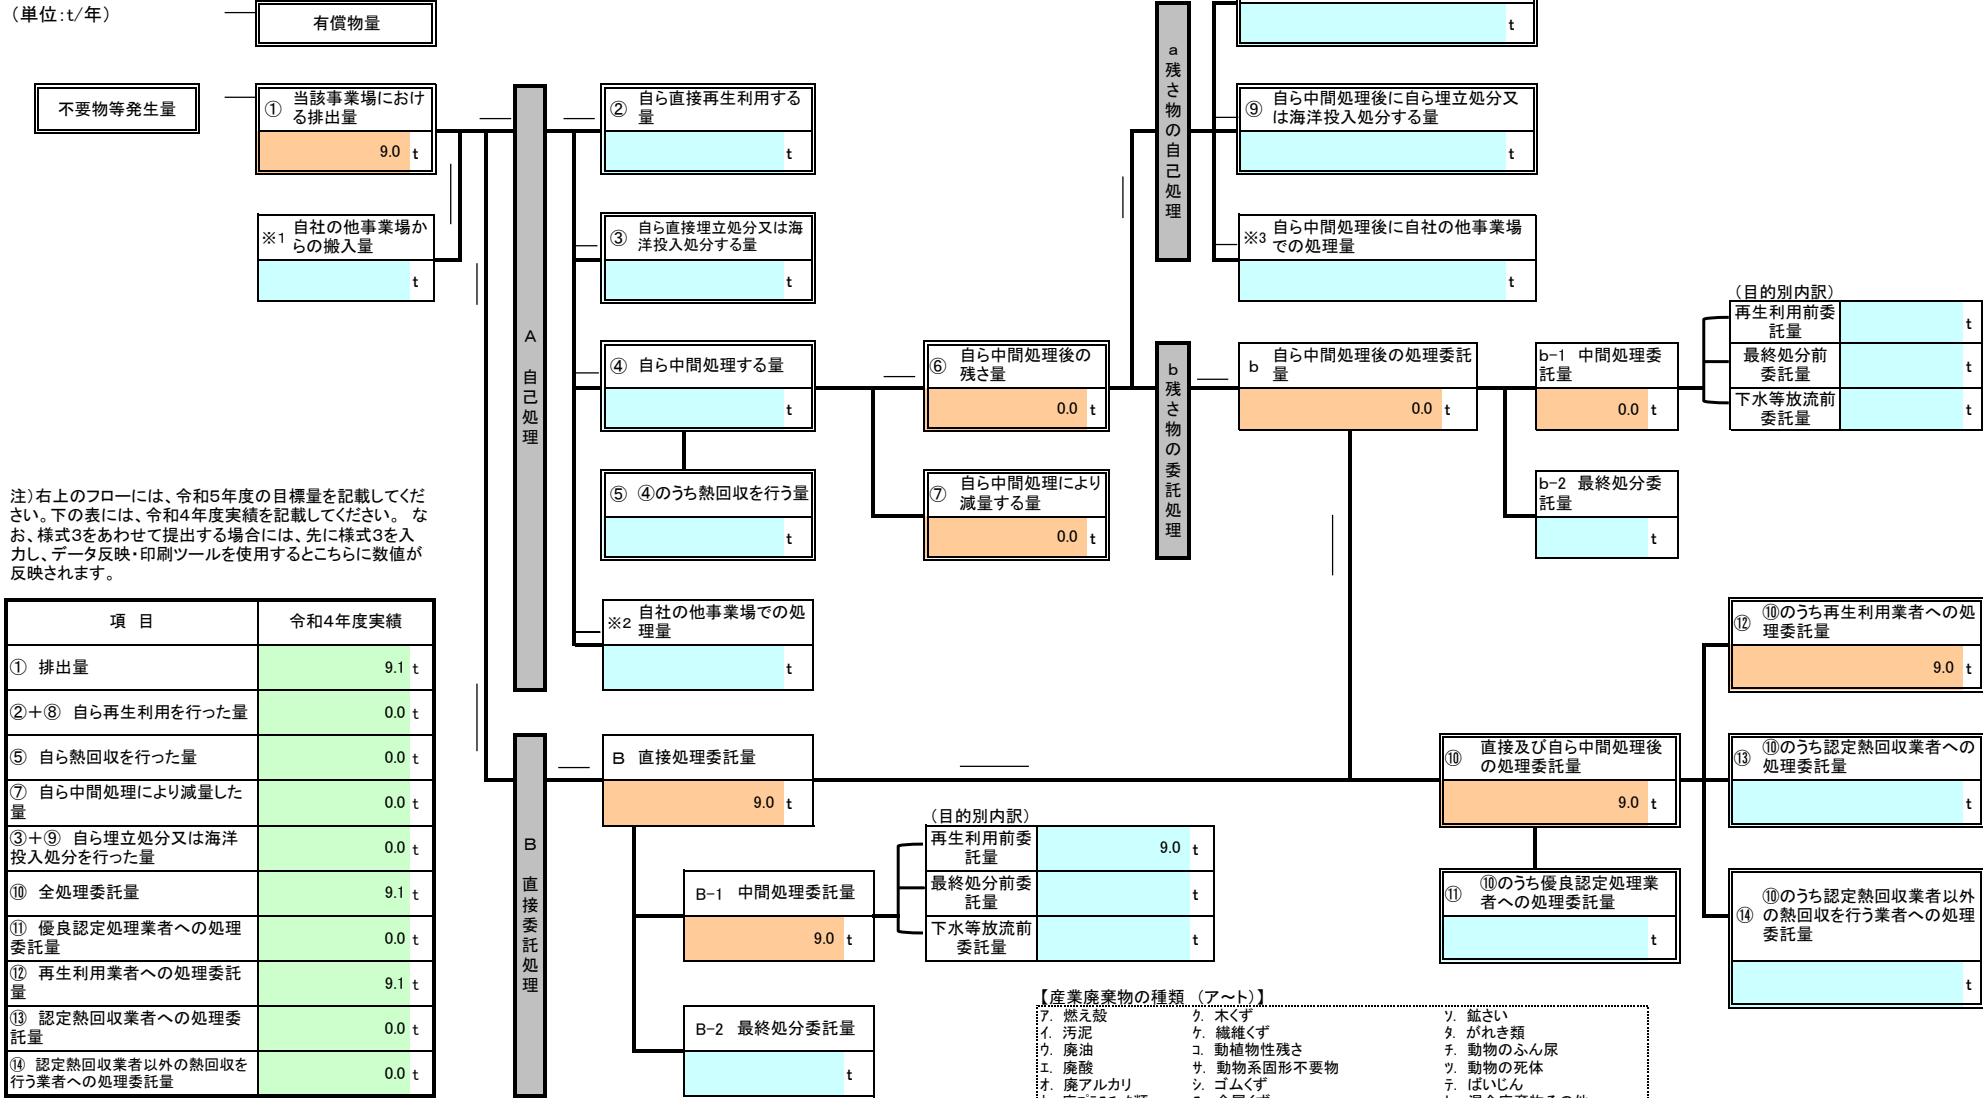 (単位:t/年)
有償物量
不要物等発生量
① 当該事業場におけ
る排出量
9.0 t
※1 自社の他事業場か
らの搬入量
t
A 自己処理
② 自ら直接再生利用する
量
t
③ 自ら直接埋立処分又は海
洋投入処分する量
t
④ 自ら中間処理する量
t
⑤ ④のうち熱回収を行う量
t
※2 自社の他事業場での処
理量
t
⑥ 自ら中間処理後の
残さ量
0.0 t
⑦ 自ら中間処理により
減量する量
0.0 t
a 残さ物の自己処理
t
⑨ 自ら中間処理後に自ら埋立処分又
は海洋投入処分する量
t
※3 自ら中間処理後に自社の他事業場
での処理量
t
b 残さ物の委託処理
b 自ら中間処理後の処理委託
量
0.0 t
b-1 中間処理委
託量
0.0 t
b-2 最終処分委
託量
t
(目的別内訳)
再生利用前委
託量
t
最終処分前
委託量
t
下水等放流前
委託量
t
注)右上のフローには、令和5年度の目標量を記載してくだ
さい。下の表には、令和4年度実績を記載してください。 な
お、様式3をあわせて提出する場合には、先に様式3を入
力し、データ反映・印刷ツールを使用するとこちらに数値が
反映されます。
項 目 令和4年度実績
① 排出量 9.1 t
②+⑧ 自ら再生利用を行った量 0.0 t
⑤ 自ら熱回収を行った量 0.0 t
⑦ 自ら中間処理により減量した
量 0.0 t
③+⑨ 自ら埋立処分又は海洋
投入処分を行った量 0.0 t
⑩ 全処理委託量 9.1 t
⑪ 優良認定処理業者への処理
委託量 0.0 t
⑫ 再生利用業者への処理委託
量 9.1 t
⑬ 認定熱回収業者への処理委
託量 0.0 t
⑭ 認定熱回収業者以外の熱回収を
行う業者への処理委託量 0.0 t
B 直接委託処理
B 直接処理委託量
9.0 t
B-1 中間処理委託量
9.0 t
B-2 最終処分委託量
t
(目的別内訳)
再生利用前委
託量
9.0 t
最終処分前委
託量
t
下水等放流前
委託量
t
⑩ 直接及び自ら中間処理後
の処理委託量
9.0 t
⑪ ⑩のうち優良認定処理業
者への処理委託量
t
⑫ ⑩のうち再生利用業者への処
理委託量
9.0 t
⑬ ⑩のうち認定熱回収業者への
処理委託量
t
⑭ ⑩のうち認定熱回収業者以外
の熱回収を行う業者への処理
委託量
t
【産業廃棄物の種類 (ア~ト)】
ア. 燃え殻 ク. 木くず ソ. 鉱さい
イ. 汚泥 ケ. 繊維くず タ. がれき類
ウ. 廃油 コ. 動植物性残さ チ. 動物のふん尿
エ. 廃酸 サ. 動物系固形不要物 ツ. 動物の死体
オ. 廃アルカリ シ. ゴムくず テ. ばいじん